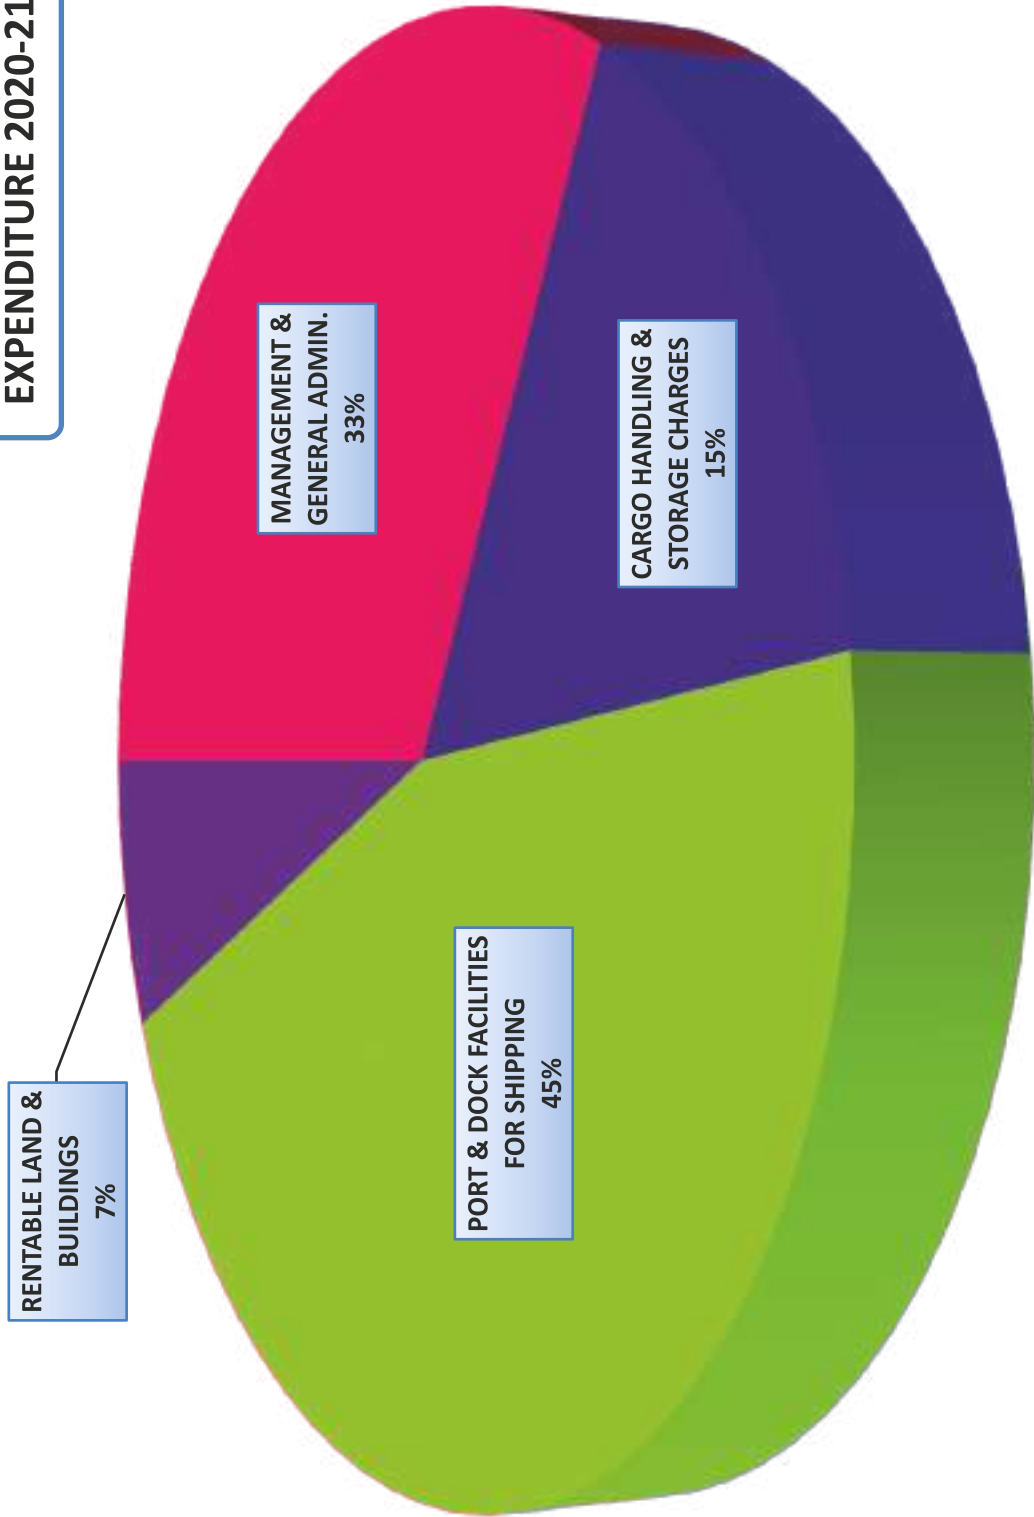 EXPENDITURE 2020-21
RENTABLE LAND &
BUILDINGS
7%
MANAGEMENT &
GENERAL ADMIN.
33%
PORT & DOCK FACILITIES
FOR SHIPPING
45%
CARGO HANDLING &
STORAGE CHARGES
15%